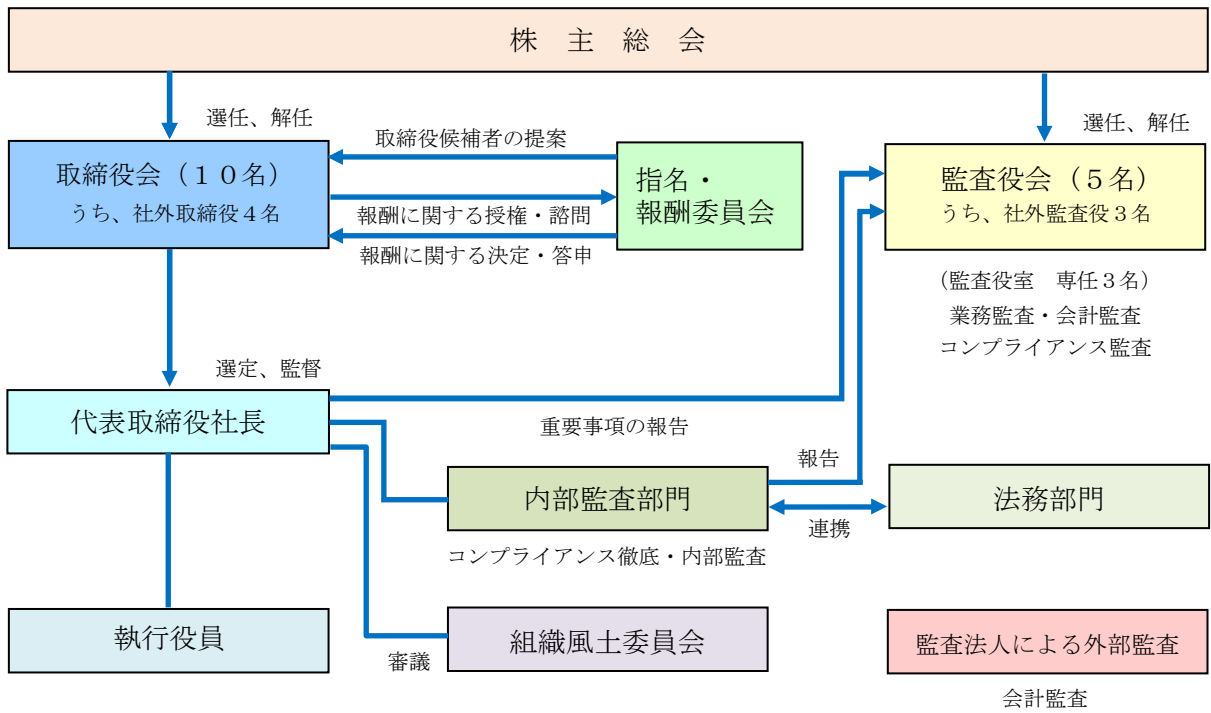 株 主 総 会
選任、解任
選任、解任
取締役候補者の提案
取締役会（１０名）
うち、社外取締役４名
指名・
報酬委員会
監査役会（５名）
うち、社外監査役３名
報酬に関する授権・諮問
報酬に関する決定・答申
（監査役室　専任３名）
業務監査・会計監査
コンプライアンス監査
選定、監督
代表取締役社長
重要事項の報告
報告
内部監査部門
法務部門
連携
コンプライアンス徹底・内部監査
執行役員
組織風土委員会
監査法人による外部監査
審議
会計監査